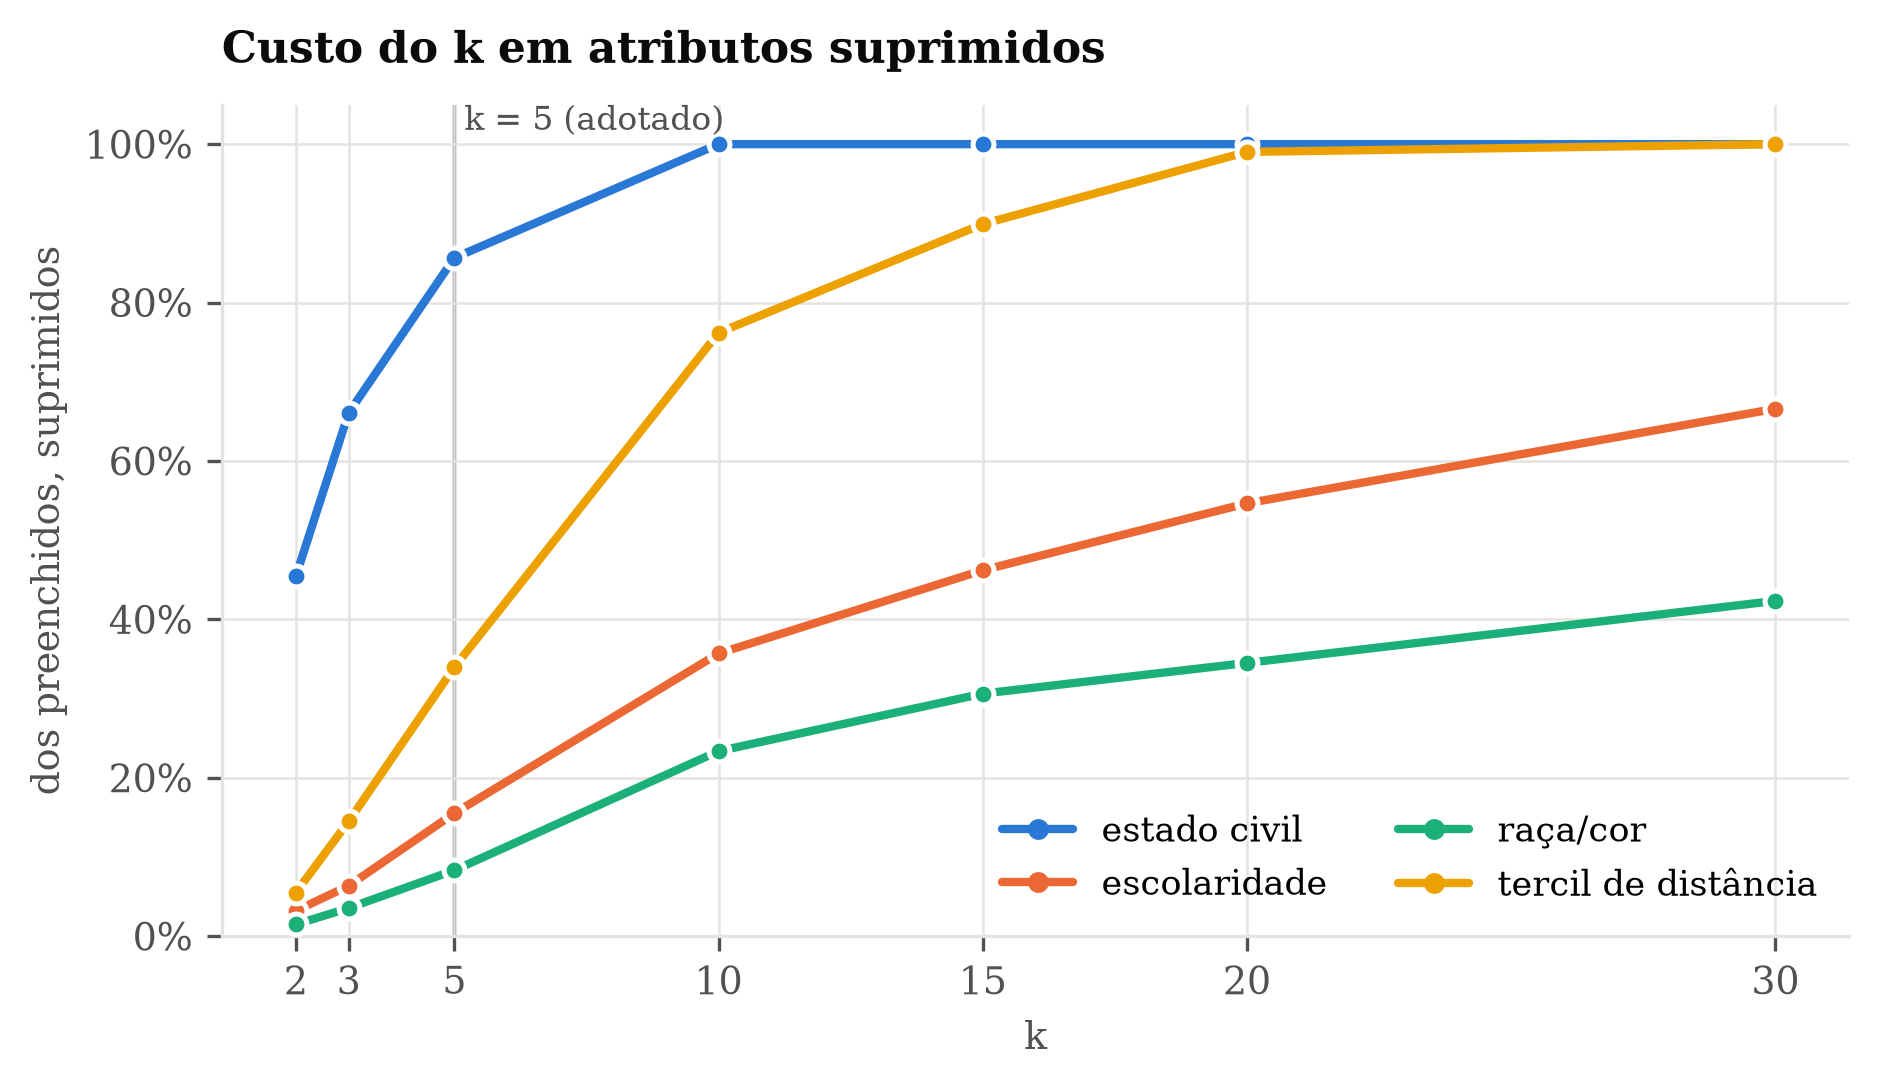 Custo do k em atributos suprimidos
k = 5 (adotado)
100%
80%
60%
40%
20%
0%
dos preenchidos, suprimidos
estado civil
escolaridade
raça/cor
tercil de distância
2 3 5 10 15 20 30
k